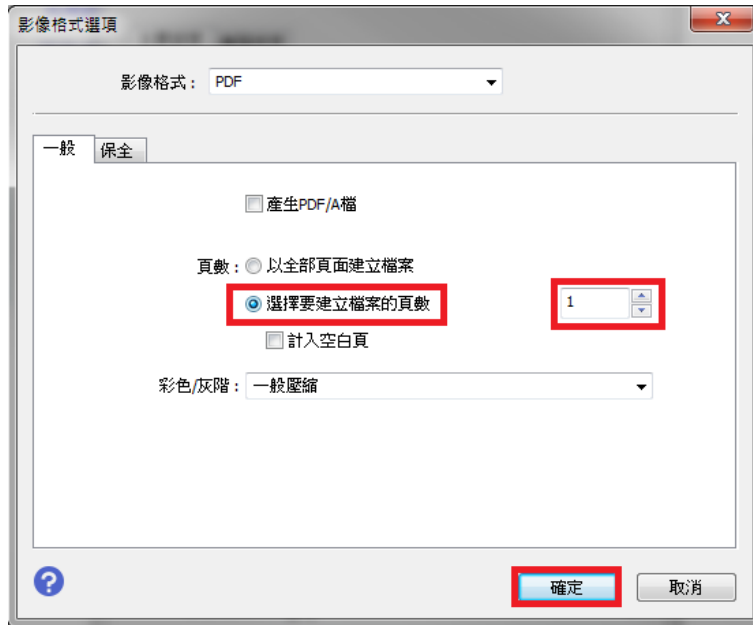 影像格式選項
影像格式： PDF
一般 保全
產生PDF/A檔
頁數： 以全部頁面建立檔案
選擇要建立檔案的頁數 1
計入空白頁
彩色/灰階： 一般壓縮
確定 取消